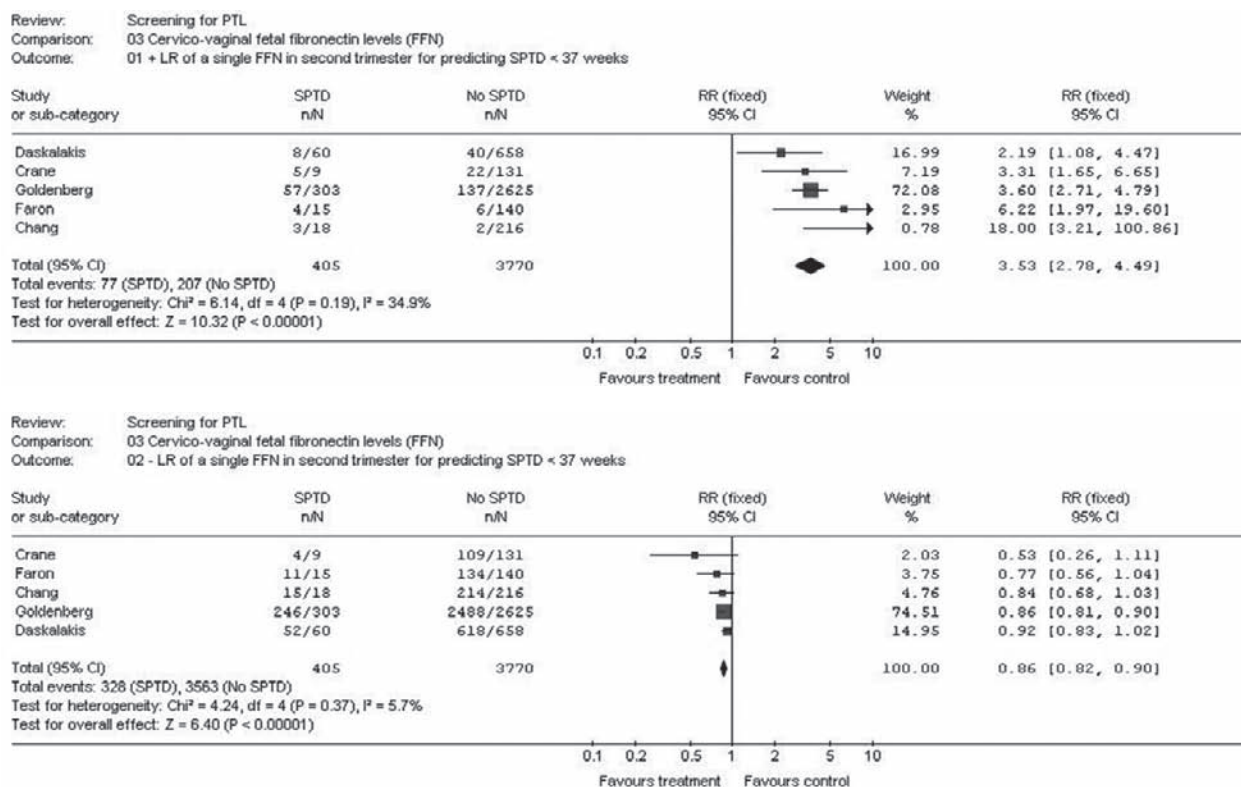 Review: Screening for PTL
Comparison: 03 Cervico-vaginal fetal fibronectin levels (FFN)
Outcome: 01 + LR of a single FFN in second trimester for predicting SPTD < 37 weeks
Study SPTD No SPTD RR (fixed) Weight RR (fixed)
or sub-category n/N n/N 95% CI % 95% CI
Daskalakis 8/60 40/658 16.99 2.19 [1.08, 4.47]
Crane 5/9 22/131 7.19 3.31 [1.65, 6.65]
Goldenberg 57/303 137/2625 72.08 3.60 [2.71, 4.79]
Faron 4/15 6/140 2.95 6.22 [1.97, 19.60]
Chang 3/18 2/216 0.78 18.00 [3.21, 100.86]
Total (95% CI) 405 3770 100.00 3.53 [2.78, 4.49]
Total events: 77 (SPTD), 207 (No SPTD)
Test for heterogeneity: Chi² = 6.14, df = 4 (P = 0.19), I² = 34.9%
Test for overall effect: Z = 10.32 (P < 0.00001)
0.1 0.2 0.5 1 2 5 10
Favours treatment Favours control
Review: Screening for PTL
Comparison: 03 Cervico-vaginal fetal fibronectin levels (FFN)
Outcome: 02 - LR of a single FFN in second trimester for predicting SPTD < 37 weeks
Study SPTD No SPTD RR (fixed) Weight RR (fixed)
or sub-category n/N n/N 95% CI % 95% CI
Crane 4/9 109/131 2.03 0.53 [0.26, 1.11]
Faron 11/15 134/140 3.75 0.77 [0.56, 1.04]
Chang 15/18 214/216 4.76 0.84 [0.68, 1.03]
Goldenberg 246/303 2488/2625 74.51 0.86 [0.81, 0.90]
Daskalakis 52/60 618/658 14.95 0.92 [0.83, 1.02]
Total (95% CI) 405 3770 100.00 0.86 [0.82, 0.90]
Total events: 328 (SPTD), 3563 (No SPTD)
Test for heterogeneity: Chi² = 4.24, df = 4 (P = 0.37), I² = 5.7%
Test for overall effect: Z = 6.40 (P < 0.00001)
0.1 0.2 0.5 1 2 5 10
Favours treatment Favours control